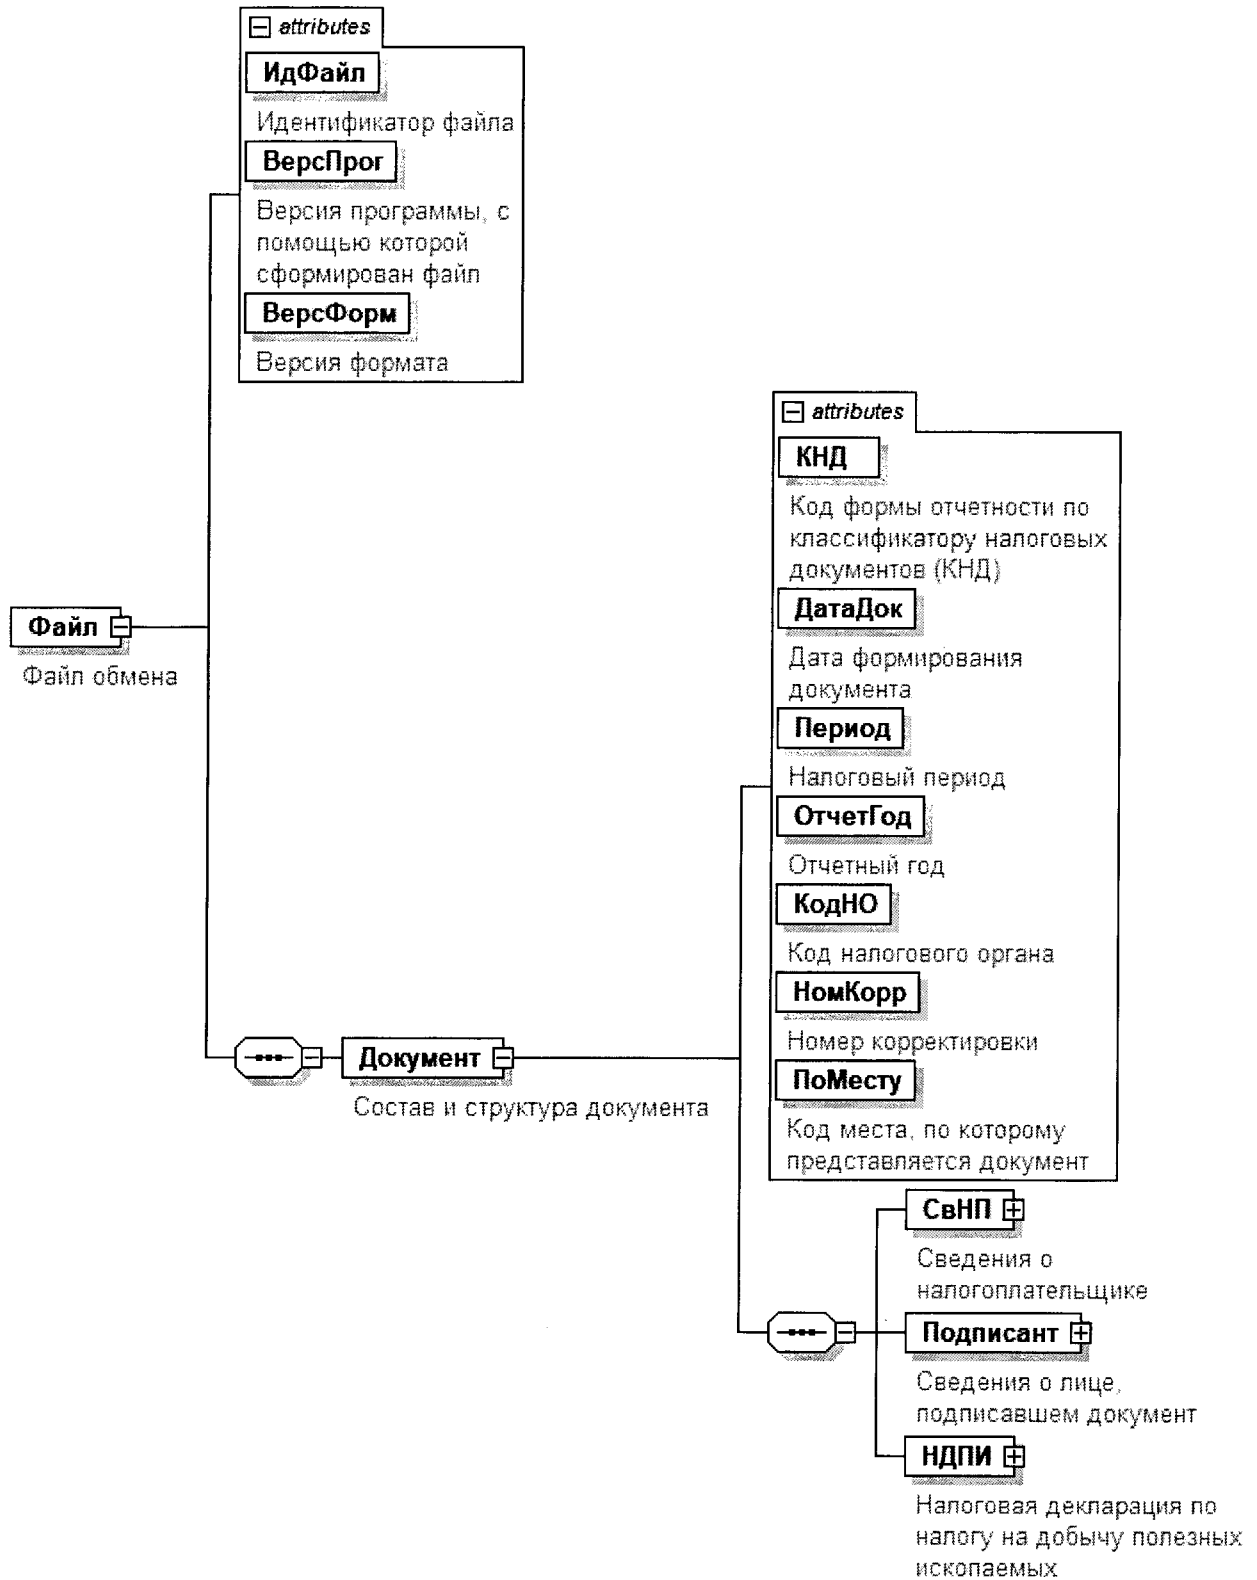 attributes
ИдФайл
Идентификатор файла
ВерсПрог
Версия программы, с
помощью которой
сформирован файл
ВерсФорм
Версия формата
Файл
Файл обмена
Документ
Состав и структура документа
attributes
КНД
Код формы отчетности по
классификатору налоговых
документов (КНД)
ДатаДок
Дата формирования
документа
Период
Налоговый период
ОтчетГод
Отчетный год
КодНО
Код налогового органа
НомКорр
Номер корректировки
ПоМесту
Код места, по которому
представляется документ
СвНП
Сведения о
налогоплательщике
Подписант
Сведения о лице,
подписавшем документ
НДПИ
Налоговая декларация по
налогу на добычу полезных
ископаемых